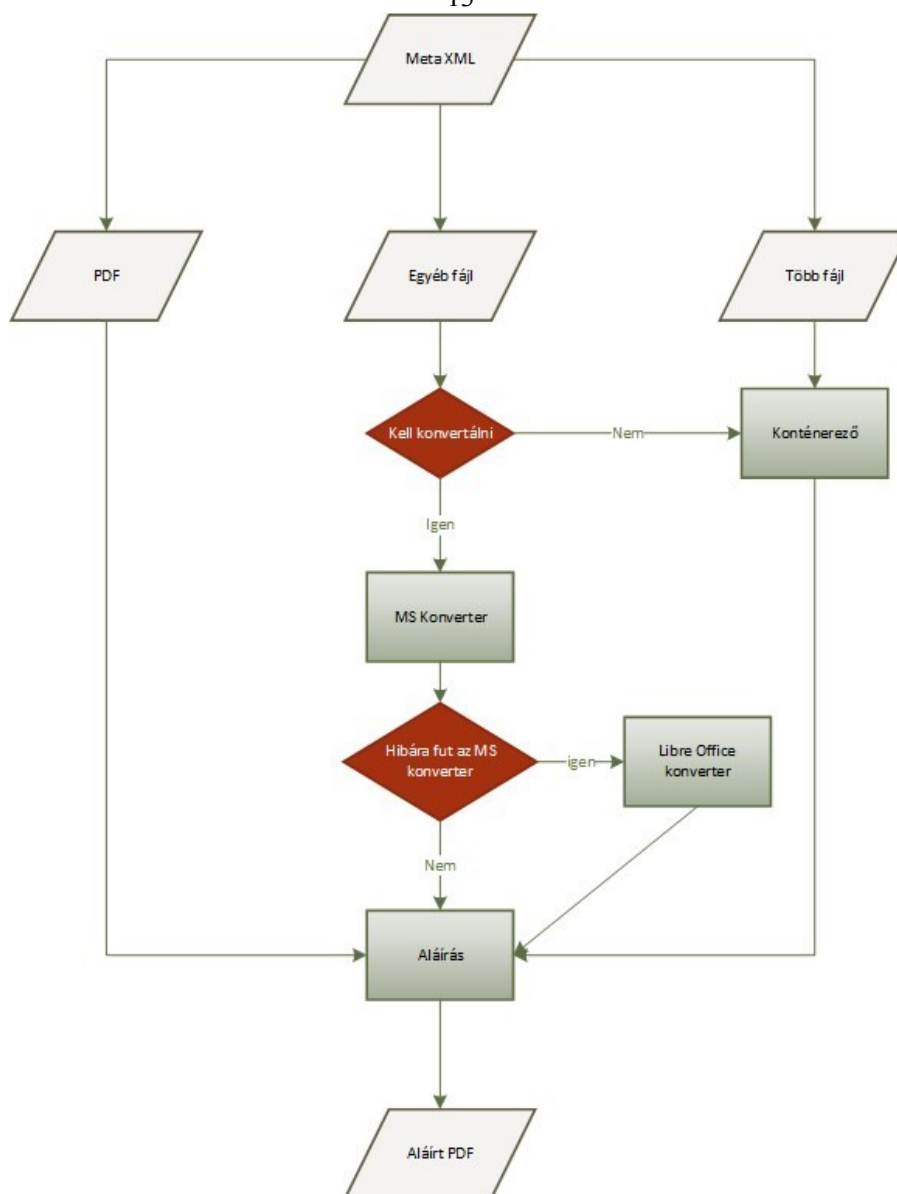 Meta XML
PDF
Egyéb fájl
Több fájl
Kell konvertálni
Nem
Konténerező
Igen
MS Konverter
Hibára fut az MS
konverter
igen
Libre Office
konverter
Nem
Aláírás
Aláírt PDF